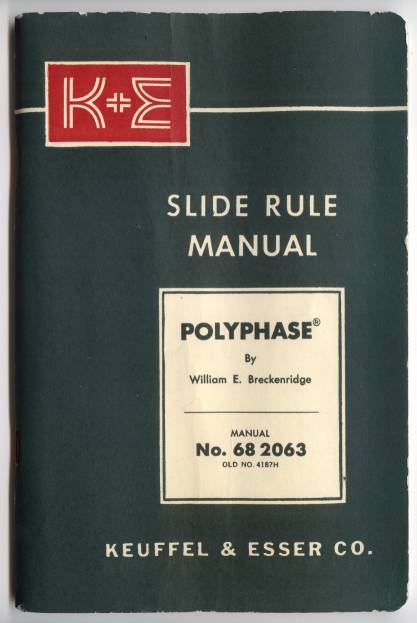 K+E
SLIDE RULE
MANUAL
POLYPHASE®
By
William E. Breckenridge
MANUAL
No. 68 2063
OLD NO. 4187H
KEUFFEL & ESSER CO.